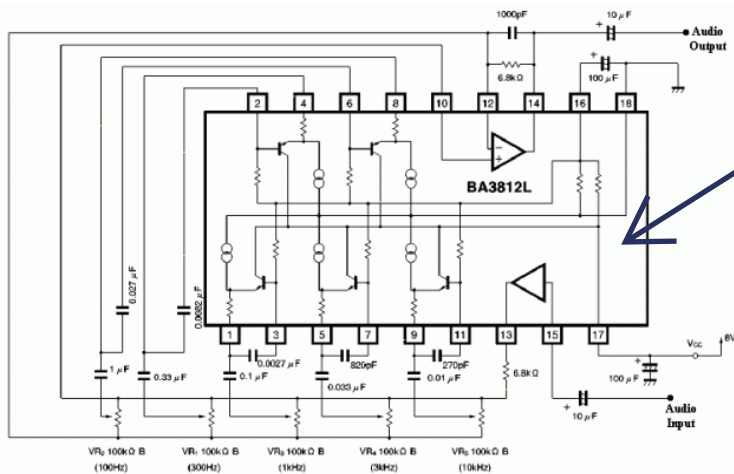 1000pF
10 μF
Audio
Output
100 μF
6.8kΩ
2 4 6 8 10 12 14 16 18
BA3812L
0.027 μF
0.0082 μF
1 3 5 7 9 11 13 15 17
1 μF
0.33 μF
0.1 μF
0.0027 μF
0.033 μF
820pF
0.01 μF
270pF
6.8kΩ
10 μF
Vcc
8V
100 μF
Audio
Input
VR₂ 100kΩ B
(100Hz)
VR₁ 100kΩ B
(300Hz)
VR₃ 100kΩ B
(1kHz)
VR₄ 100kΩ B
(3kHz)
VR₅ 100kΩ B
(10kHz)